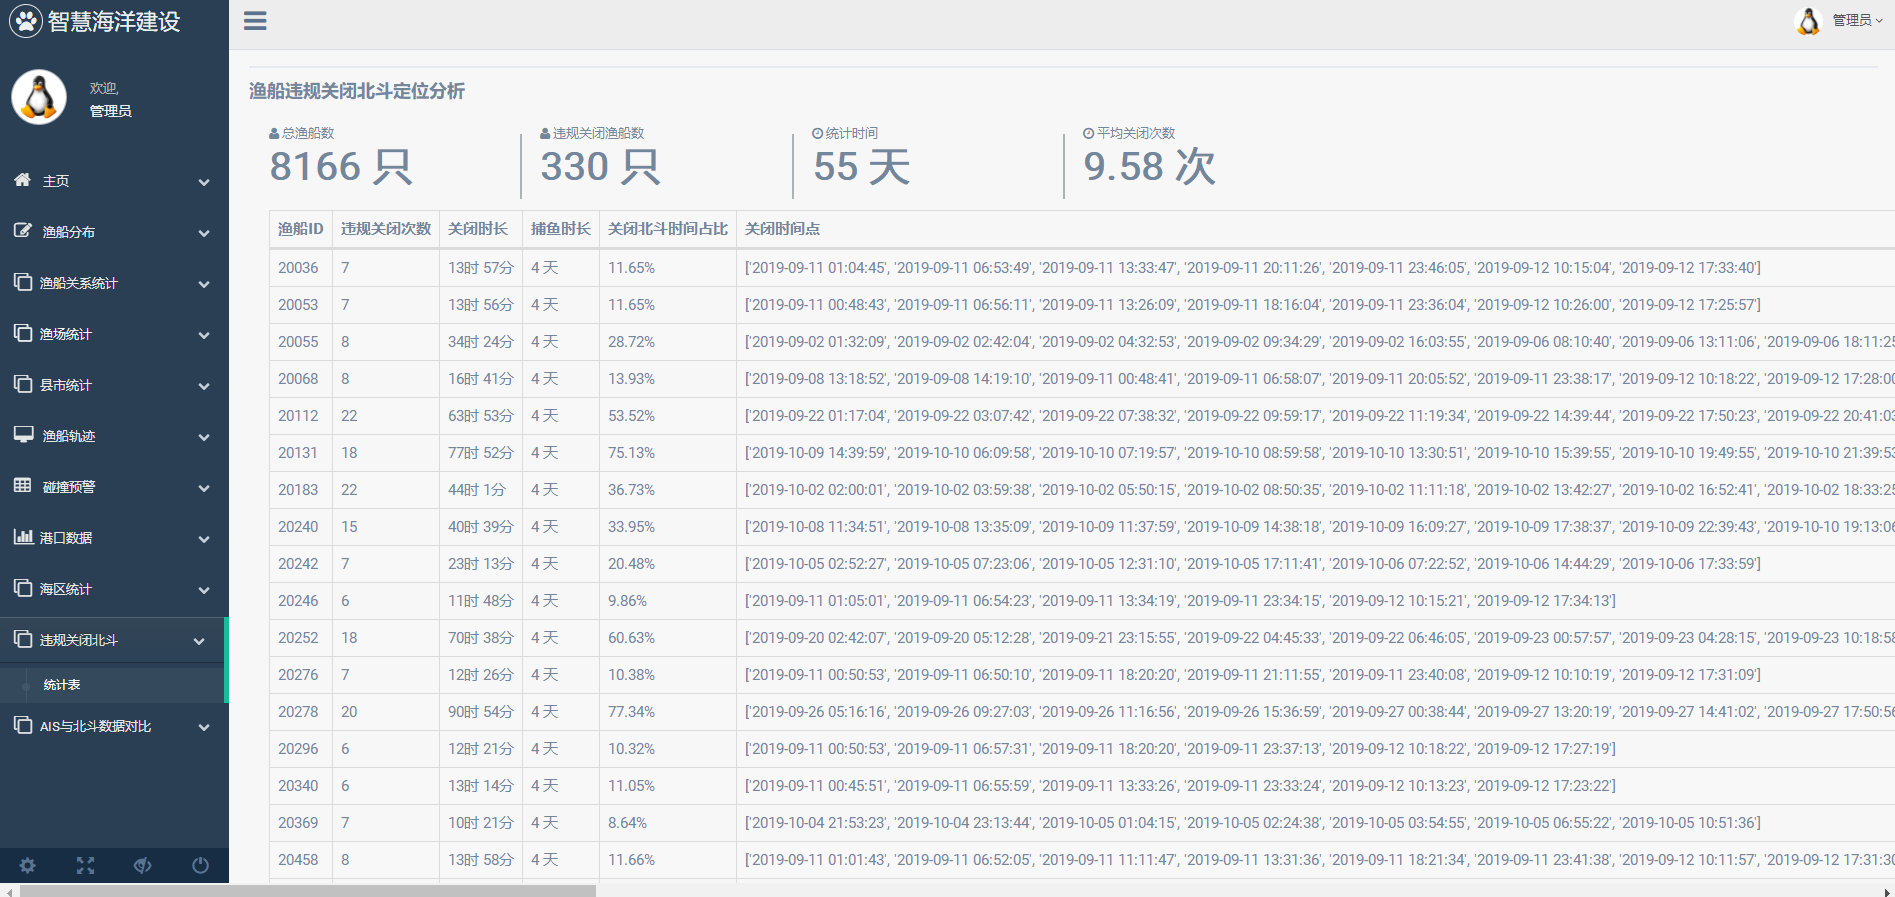 智慧海洋建设
管理员
欢迎,
管理员
主页
渔船分布
渔船关系统计
渔场统计
县市统计
渔船轨迹
碰撞预警
港口数据
海区统计
违规关闭北斗
统计表
AIS与北斗数据对比
渔船违规关闭北斗定位分析
总渔船数 违规关闭渔船数 统计时间 平均关闭次数
8166 只 330 只 55 天 9.58 次
渔船ID 违规关闭次数 关闭时长 捕鱼时长 关闭北斗时间占比 关闭时间点
20036 7 13时 57分 4 天 11.65% ['2019-09-11 01:04:45', '2019-09-11 06:53:49', '2019-09-11 13:33:47', '2019-09-11 20:11:26', '2019-09-11 23:46:05', '2019-09-12 10:15:04', '2019-09-12 17:33:40']
20053 7 13时 56分 4 天 11.65% ['2019-09-11 00:48:43', '2019-09-11 06:56:11', '2019-09-11 13:26:09', '2019-09-11 18:16:04', '2019-09-11 23:36:04', '2019-09-12 10:26:00', '2019-09-12 17:25:57']
20055 8 34时 24分 4 天 28.72% ['2019-09-02 01:32:09', '2019-09-02 02:42:04', '2019-09-02 04:32:53', '2019-09-02 09:34:29', '2019-09-02 16:03:55', '2019-09-06 08:10:40', '2019-09-06 13:11:06', '2019-09-06 18:11:25
20068 8 16时 41分 4 天 13.93% ['2019-09-08 13:18:52', '2019-09-08 14:19:10', '2019-09-11 00:48:41', '2019-09-11 06:58:07', '2019-09-11 20:05:52', '2019-09-11 23:38:17', '2019-09-12 10:18:22', '2019-09-12 17:28:00
20112 22 63时 53分 4 天 53.52% ['2019-09-22 01:17:04', '2019-09-22 03:07:42', '2019-09-22 07:38:32', '2019-09-22 09:59:17', '2019-09-22 11:19:34', '2019-09-22 14:39:44', '2019-09-22 17:50:23', '2019-09-22 20:41:03
20131 18 77时 52分 4 天 75.13% ['2019-10-09 14:39:59', '2019-10-10 06:09:58', '2019-10-10 07:19:57', '2019-10-10 08:59:58', '2019-10-10 13:30:51', '2019-10-10 15:39:55', '2019-10-10 19:49:55', '2019-10-10 21:39:53
20183 22 44时 1分 4 天 36.73% ['2019-10-02 02:00:01', '2019-10-02 03:59:38', '2019-10-02 05:50:15', '2019-10-02 08:50:35', '2019-10-02 11:11:18', '2019-10-02 13:42:27', '2019-10-02 16:52:41', '2019-10-02 18:33:25
20240 15 40时 39分 4 天 33.95% ['2019-10-08 11:34:51', '2019-10-08 13:35:09', '2019-10-09 11:37:59', '2019-10-09 14:38:18', '2019-10-09 16:09:27', '2019-10-09 17:38:37', '2019-10-09 22:39:43', '2019-10-10 19:13:06
20242 7 23时 13分 4 天 20.48% ['2019-10-05 02:52:27', '2019-10-05 07:23:06', '2019-10-05 12:31:10', '2019-10-05 17:11:41', '2019-10-06 07:22:52', '2019-10-06 14:44:29', '2019-10-06 17:33:59']
20246 6 11时 48分 4 天 9.86% ['2019-09-11 01:05:01', '2019-09-11 06:54:23', '2019-09-11 13:34:19', '2019-09-11 23:34:15', '2019-09-12 10:15:21', '2019-09-12 17:34:13']
20252 18 70时 38分 4 天 60.63% ['2019-09-20 02:42:07', '2019-09-20 05:12:28', '2019-09-21 23:15:55', '2019-09-22 04:45:33', '2019-09-22 06:46:05', '2019-09-23 00:57:57', '2019-09-23 04:28:15', '2019-09-23 10:18:58
20276 7 12时 26分 4 天 10.38% ['2019-09-11 00:50:53', '2019-09-11 06:50:10', '2019-09-11 18:20:20', '2019-09-11 21:11:55', '2019-09-11 23:40:08', '2019-09-12 10:10:19', '2019-09-12 17:31:09']
20278 20 90时 54分 4 天 77.34% ['2019-09-26 05:16:16', '2019-09-26 09:27:03', '2019-09-26 11:16:56', '2019-09-26 15:36:59', '2019-09-27 00:38:44', '2019-09-27 13:20:19', '2019-09-27 14:41:02', '2019-09-27 17:50:56
20296 6 12时 21分 4 天 10.32% ['2019-09-11 00:50:53', '2019-09-11 06:57:31', '2019-09-11 18:20:20', '2019-09-11 23:37:13', '2019-09-12 10:18:22', '2019-09-12 17:27:19']
20340 6 13时 14分 4 天 11.05% ['2019-09-11 00:45:51', '2019-09-11 06:55:59', '2019-09-11 13:33:26', '2019-09-11 23:33:24', '2019-09-12 10:13:23', '2019-09-12 17:23:22']
20369 7 10时 21分 4 天 8.64% ['2019-10-04 21:53:23', '2019-10-04 23:13:44', '2019-10-05 01:04:15', '2019-10-05 02:24:38', '2019-10-05 03:54:55', '2019-10-05 06:55:22', '2019-10-05 10:51:36']
20458 8 13时 58分 4 天 11.66% ['2019-09-11 01:01:43', '2019-09-11 06:52:05', '2019-09-11 11:11:47', '2019-09-11 13:31:36', '2019-09-11 18:21:34', '2019-09-11 23:41:38', '2019-09-12 10:11:57', '2019-09-12 17:31:30